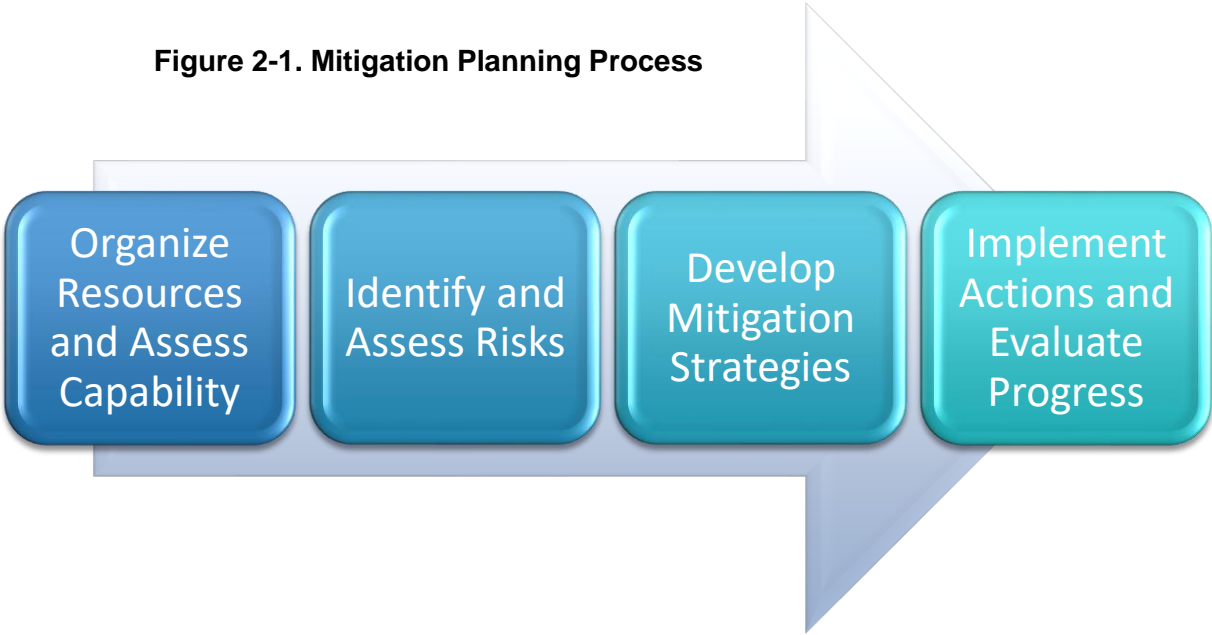 Figure 2-1. Mitigation Planning Process
Organize
Resources
and Assess
Capability
Identify and
Assess Risks
Develop
Mitigation
Strategies
Implement
Actions and
Evaluate
Progress